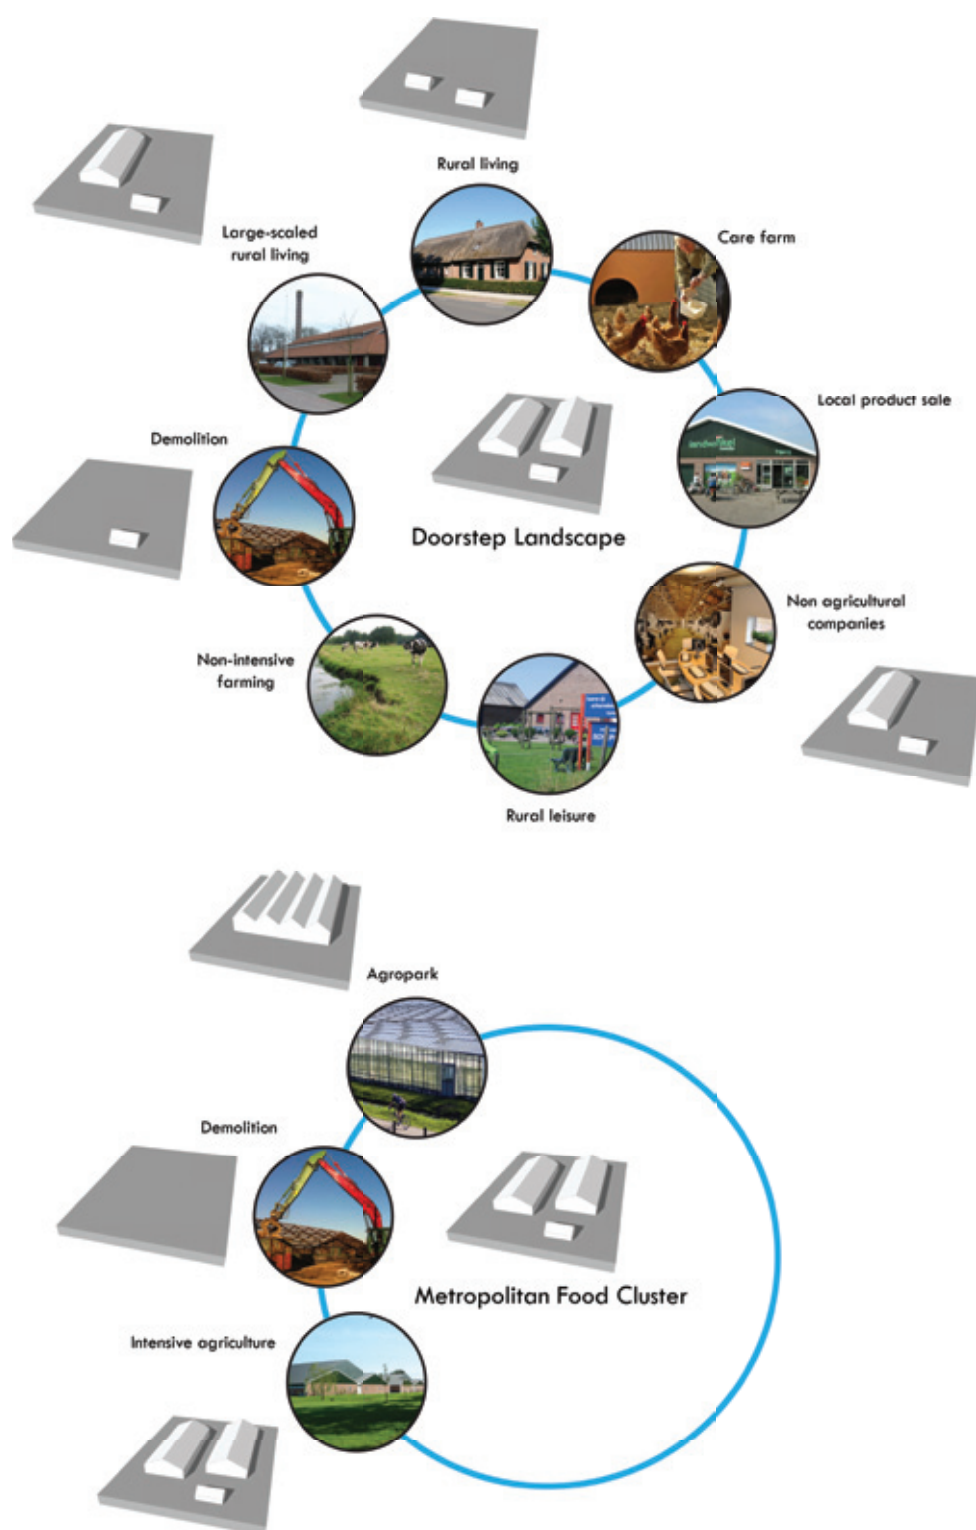 Rural living
Care farm
Large-scaled
rural living
Local product sale
Demolition
Doorstep Landscape
Non agricultural
companies
Non-intensive
farming
Rural leisure
Agropark
Demolition
Metropolitan Food Cluster
Intensive agriculture